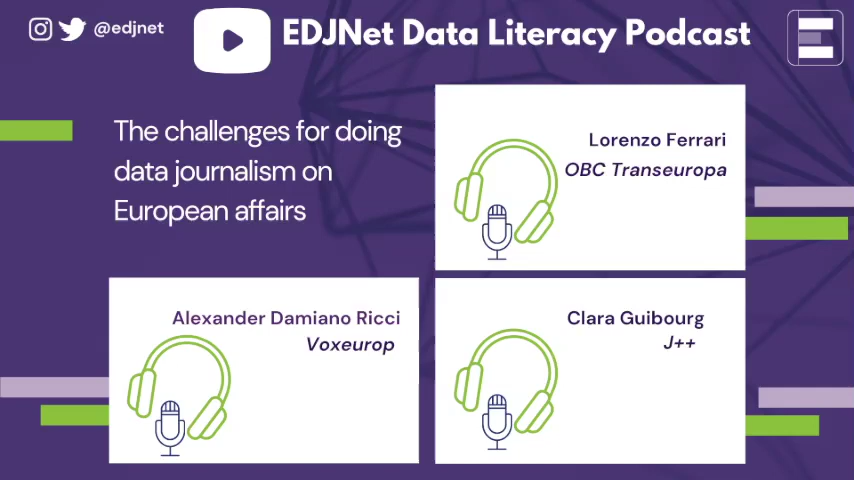 @edjnet
EDJNet Data Literacy Podcast
The challenges for doing
data journalism on
European affairs
Lorenzo Ferrari
OBC Transeuropa
Alexander Damiano Ricci
Voxeurop
Clara Guibourg
J++